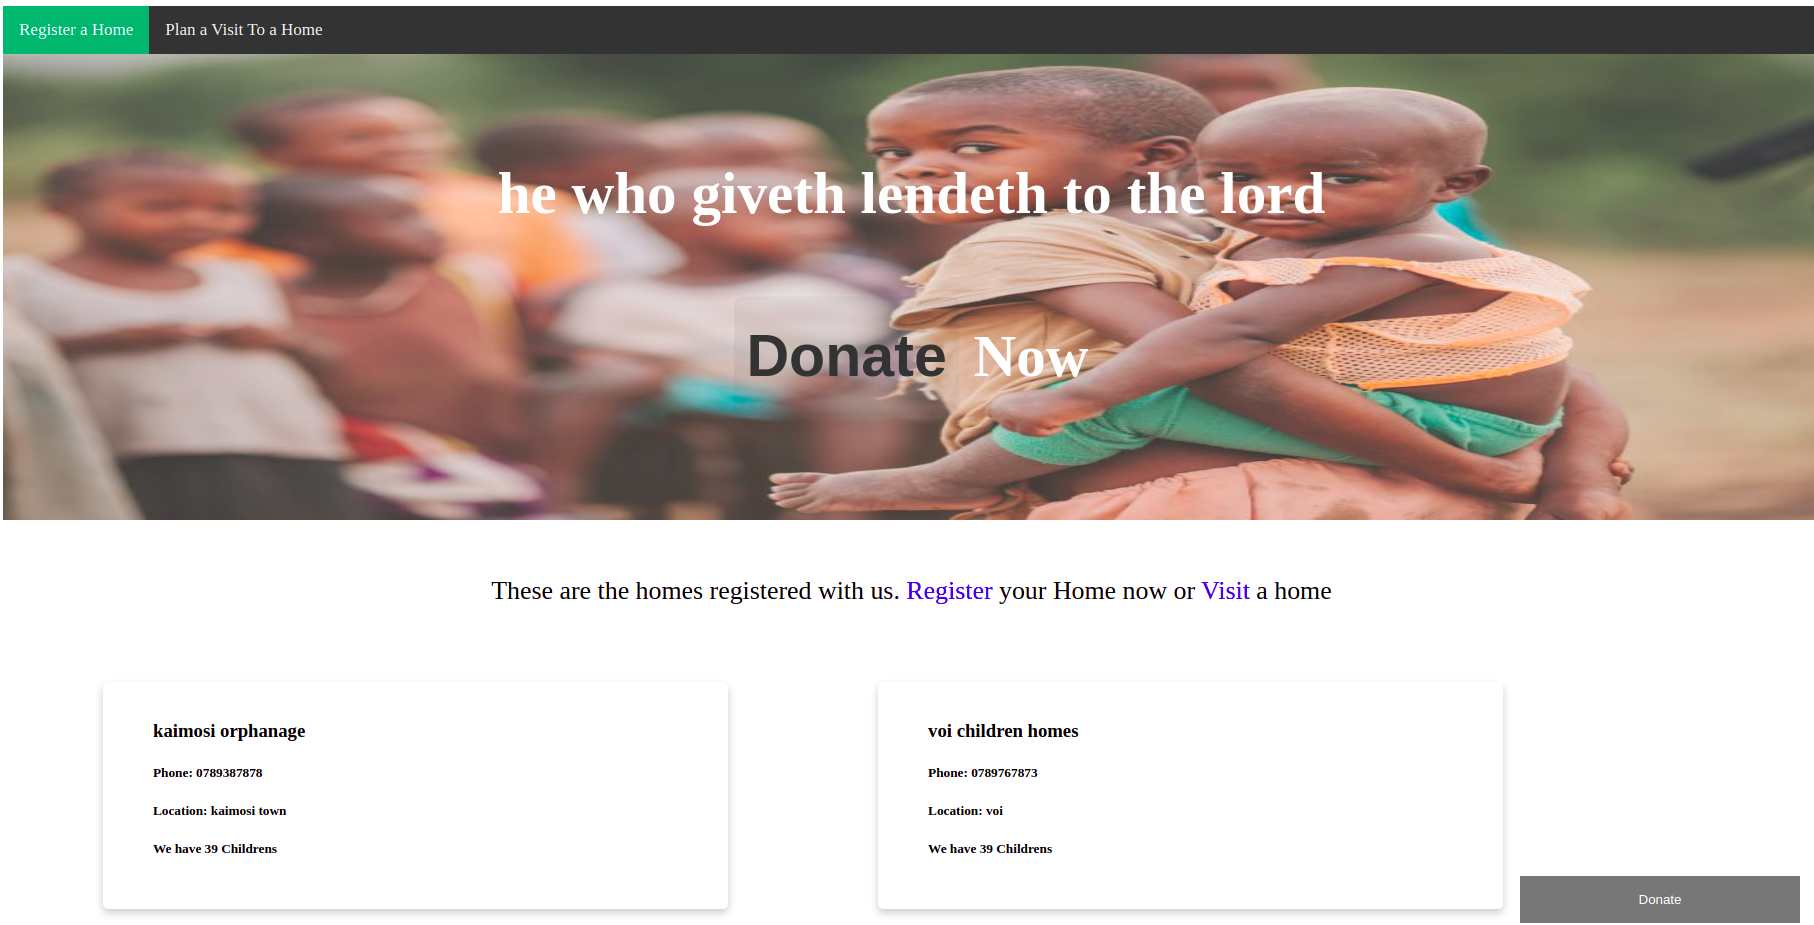 Register a Home Plan a Visit To a Home
he who giveth lendeth to the lord
Donate Now
These are the homes registered with us. Register your Home now or Visit a home
kaimosi orphanage
Phone: 0789387878
Location: kaimosi town
We have 39 Childrens
voi children homes
Phone: 0789767873
Location: voi
We have 39 Childrens
Donate